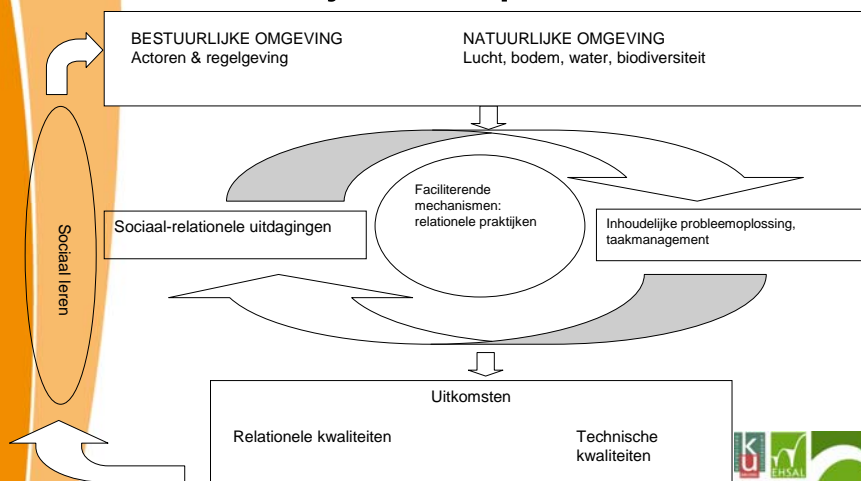 BESTUURLIJKE OMGEVING
Actoren & regelgeving
NATUURLIJKE OMGEVING
Lucht, bodem, water, biodiversiteit
Faciliterende
mechanismen:
relationele praktijken
Sociaal-relationele uitdagingen
Inhoudelijke probleemoplossing,
taakmanagement
Sociaal leren
Uitkomsten
Relationele kwaliteiten
Technische
kwaliteiten
KU
EHSAL